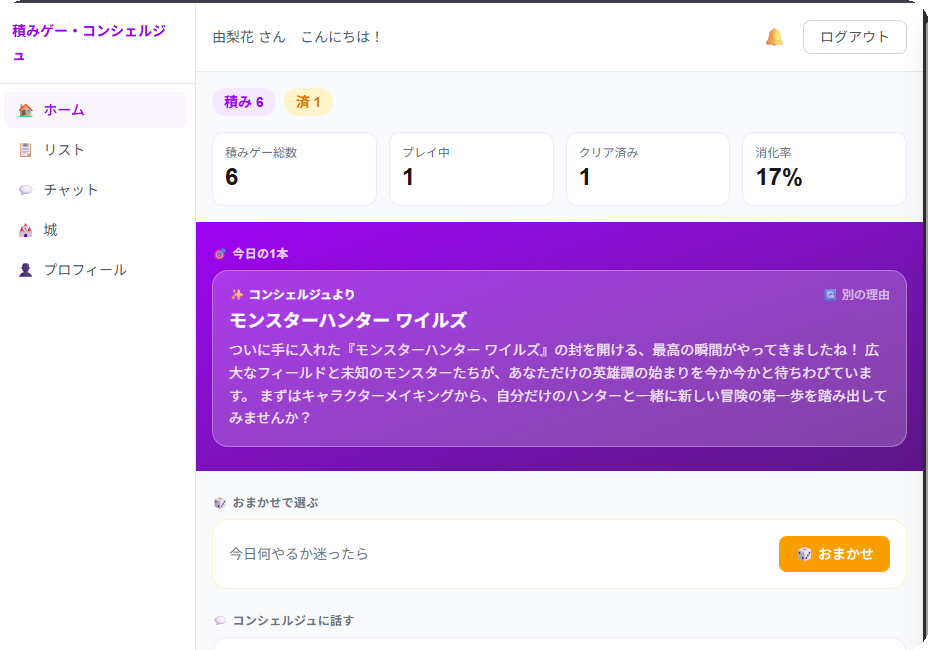 積みゲー・コンシェルジ
ュ
ホーム
リスト
チャット
城
プロフィール
由梨花 さん　こんにちは！
ログアウト
積み 6
済 1
積みゲー総数
6
プレイ中
1
クリア済み
1
消化率
17%
今日の1本
コンシェルジュより
別の理由
モンスターハンター ワイルズ
ついに手に入れた『モンスターハンター ワイルズ』の封を開ける、最高の瞬間がやってきましたね！ 広
大なフィールドと未知のモンスターたちが、あなただけの英雄譚の始まりを今か今かと待ちわびていま
す。 まずはキャラクターメイキングから、自分だけのハンターと一緒に新しい冒険の第一歩を踏み出して
みませんか？
おまかせで選ぶ
今日何やるか迷ったら
おまかせ
コンシェルジュに話す